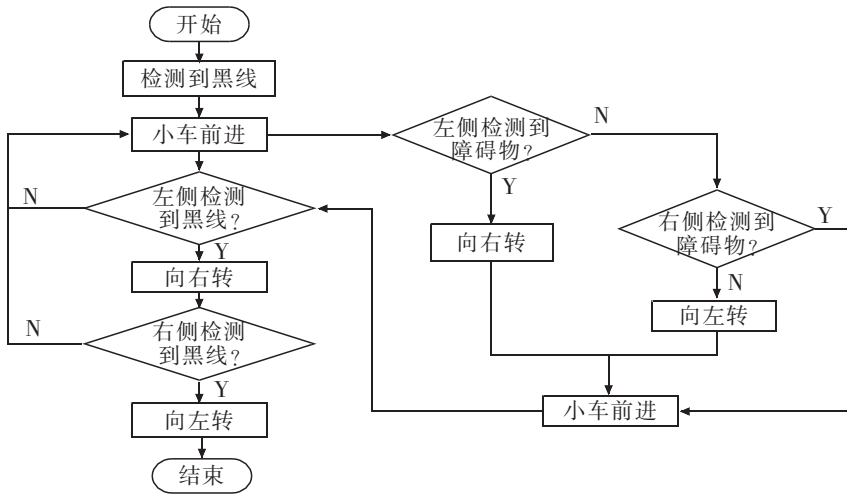 开始
检测到黑线
小车前进
左侧检测
到黑线?
N
Y
向右转
右侧检测
到黑线?
N
Y
向左转
结束
左侧检测到
障碍物?
N
Y
向右转
右侧检测到
障碍物?
Y
N
向左转
小车前进